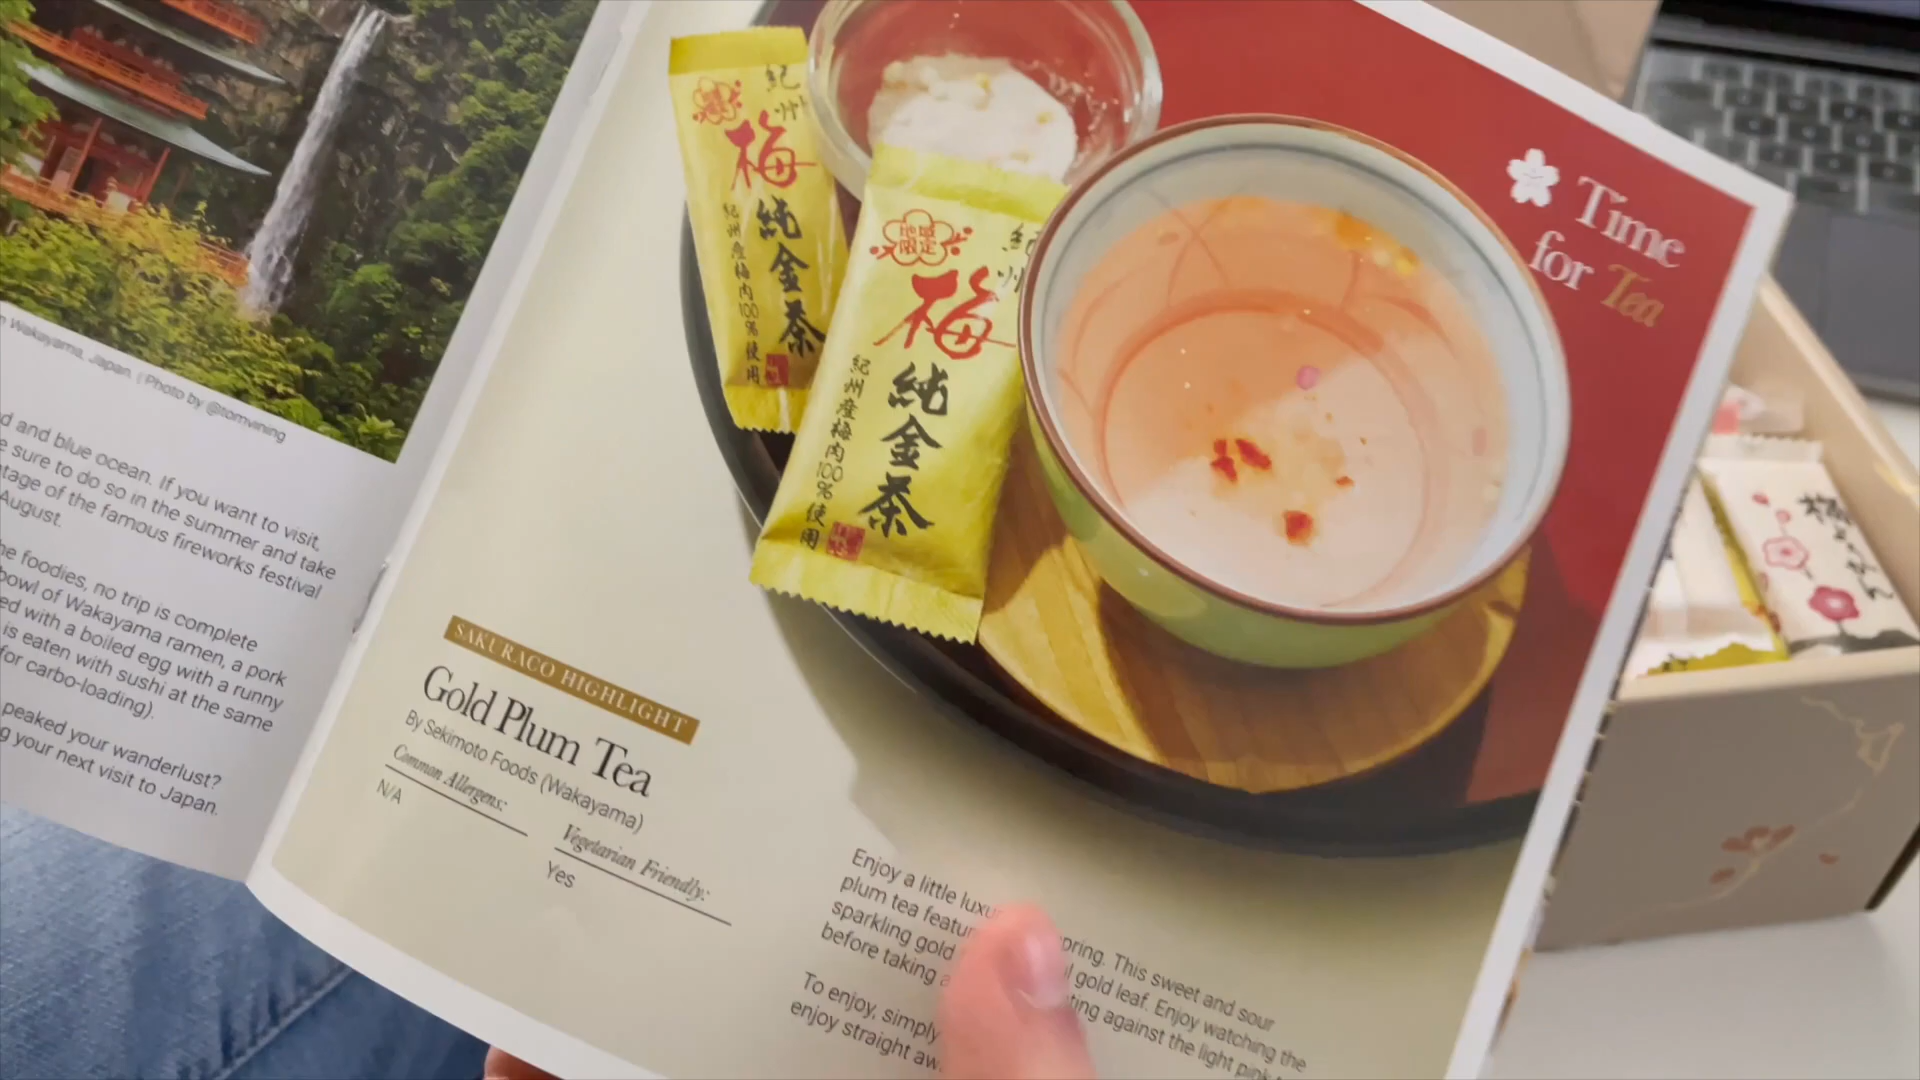 Wakayama, Japan. / Photo by @tomvining
d and blue ocean. If you want to visit,
sure to do so in the summer and take
tage of the famous fireworks festival
August.
he foodies, no trip is complete
bowl of Wakayama ramen, a pork
ed with a boiled egg with a runny
is eaten with sushi at the same
for carbo-loading).
peaked your wanderlust?
g your next visit to Japan.
Time
for Tea
紀州
梅
純金茶
紀州産梅肉100%使用
地域
限定
紀州
梅
純金茶
紀州産梅肉100%使用
SAKURACO HIGHLIGHT
Gold Plum Tea
By Sekimoto Foods (Wakayama)
Common Allergens:
N/A
Vegetarian Friendly:
Yes
Enjoy a little luxu pring. This sweet and sour
plum tea featur gold leaf. Enjoy watching the
sparkling gold ting against the light pink
before taking a
To enjoy, simply
enjoy straight aw